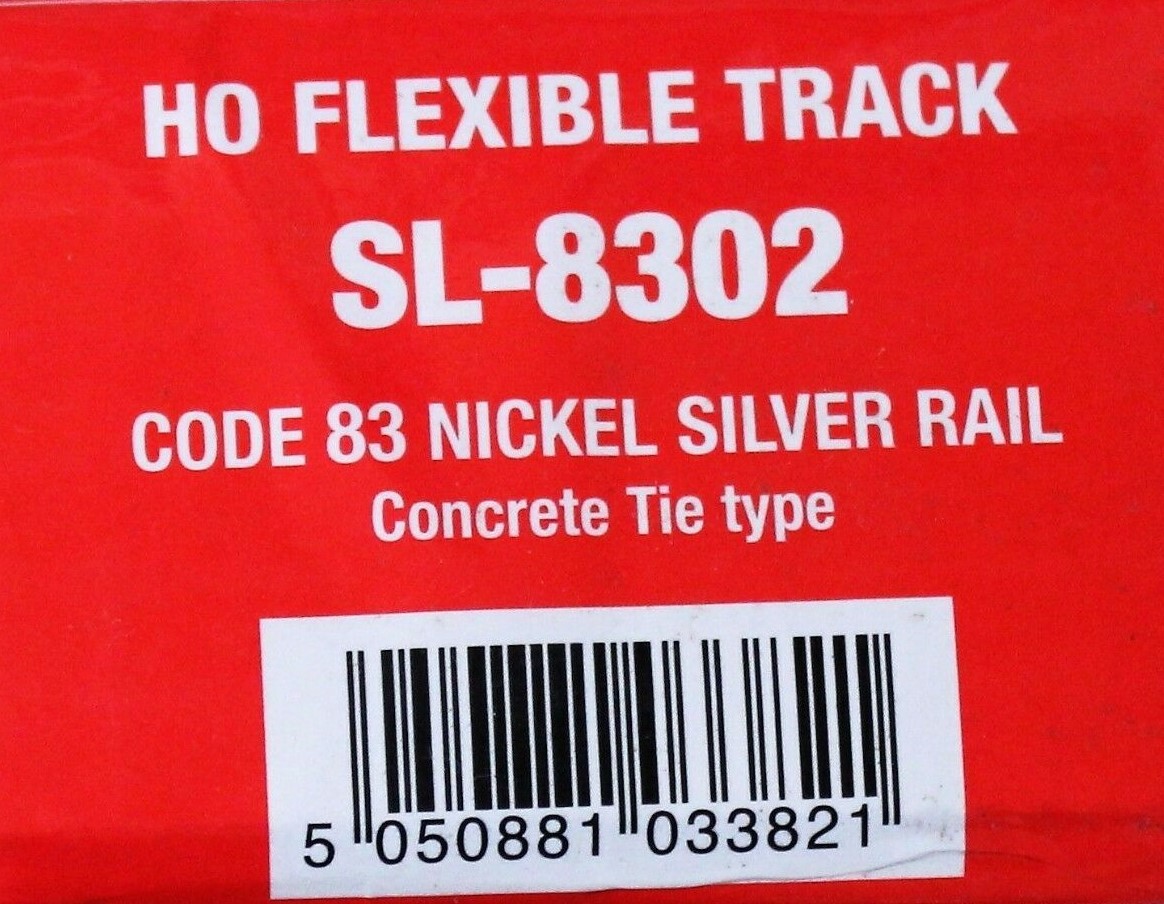 HO FLEXIBLE TRACK
SL-8302
CODE 83 NICKEL SILVER RAIL
Concrete Tie type
5 050881 033821